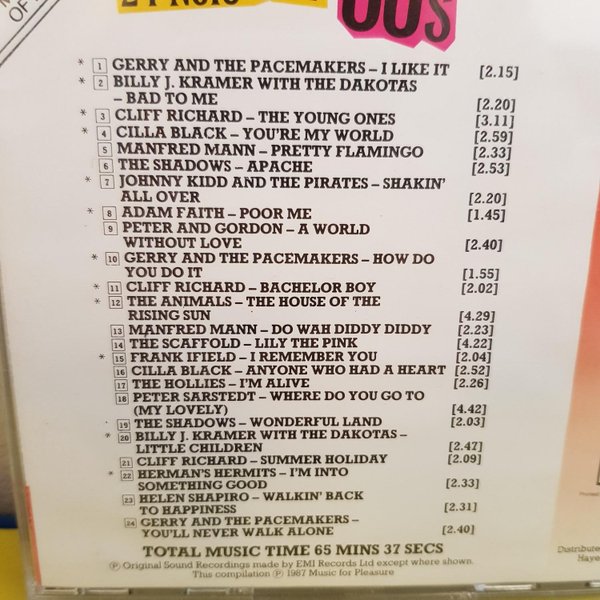 OF
24 No1s
60s
* 1 GERRY AND THE PACEMAKERS – I LIKE IT [2.15]
* 2 BILLY J. KRAMER WITH THE DAKOTAS
– BAD TO ME [2.20]
* 3 CLIFF RICHARD – THE YOUNG ONES [3.11]
* 4 CILLA BLACK – YOU'RE MY WORLD [2.59]
5 MANFRED MANN – PRETTY FLAMINGO [2.33]
6 THE SHADOWS – APACHE [2.53]
* 7 JOHNNY KIDD AND THE PIRATES – SHAKIN'
ALL OVER [2.20]
* 8 ADAM FAITH – POOR ME [1.45]
9 PETER AND GORDON – A WORLD
WITHOUT LOVE [2.40]
* 10 GERRY AND THE PACEMAKERS – HOW DO
YOU DO IT [1.55]
* 11 CLIFF RICHARD – BACHELOR BOY [2.02]
* 12 THE ANIMALS – THE HOUSE OF THE
RISING SUN [4.29]
13 MANFRED MANN – DO WAH DIDDY DIDDY [2.23]
14 THE SCAFFOLD – LILY THE PINK [4.22]
* 15 FRANK IFIELD – I REMEMBER YOU [2.04]
16 CILLA BLACK – ANYONE WHO HAD A HEART [2.52]
17 THE HOLLIES – I'M ALIVE [2.26]
18 PETER SARSTEDT – WHERE DO YOU GO TO
(MY LOVELY) [4.42]
19 THE SHADOWS – WONDERFUL LAND [2.03]
* 20 BILLY J. KRAMER WITH THE DAKOTAS –
LITTLE CHILDREN [2.47]
21 CLIFF RICHARD – SUMMER HOLIDAY [2.09]
* 22 HERMAN'S HERMITS – I'M INTO
SOMETHING GOOD [2.33]
23 HELEN SHAPIRO – WALKIN' BACK
TO HAPPINESS [2.31]
24 GERRY AND THE PACEMAKERS –
YOU'LL NEVER WALK ALONE [2.40]
TOTAL MUSIC TIME 65 MINS 37 SECS
Ⓟ Original Sound Recordings made by EMI Records Ltd except where shown.
This compilation Ⓟ 1987 Music for Pleasure
Printed
Distribute
Haye